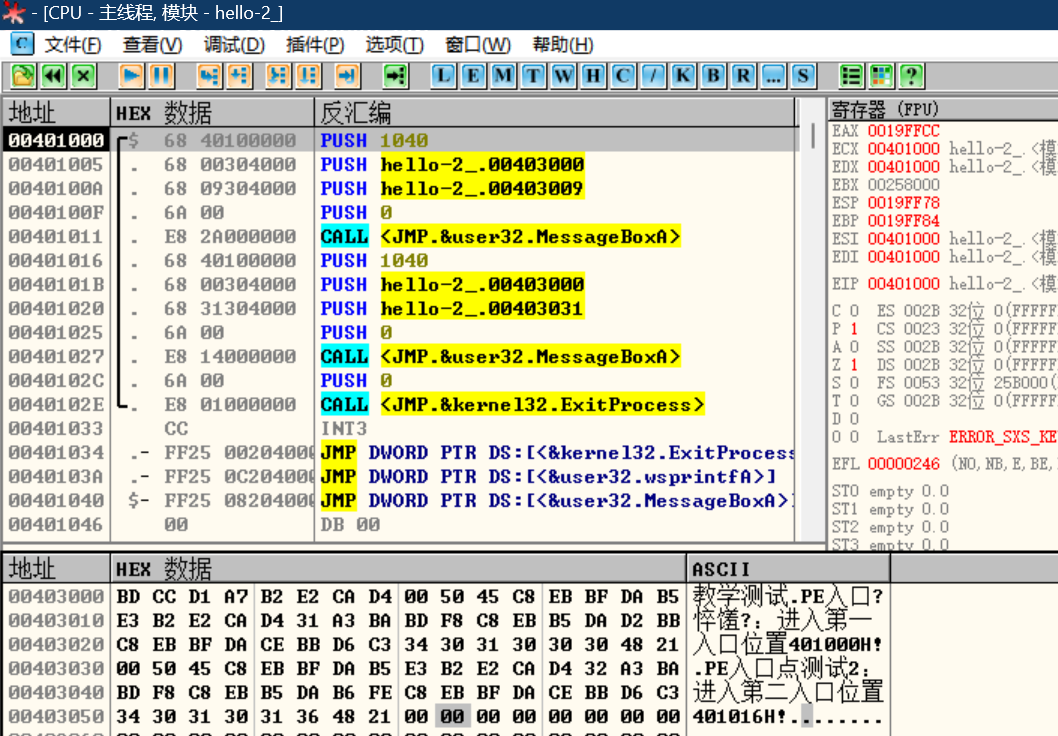 - [CPU - 主线程, 模块 - hello-2_]
C 文件(F) 查看(V) 调试(D) 插件(P) 选项(T) 窗口(W) 帮助(H)
L E M T W H C / K B R ... S ?
地址 HEX 数据 反汇编
00401000 $ 68 40100000 PUSH 1040
00401005 . 68 00304000 PUSH hello-2_.00403000
0040100A . 68 09304000 PUSH hello-2_.00403009
0040100F . 6A 00 PUSH 0
00401011 . E8 2A000000 CALL <JMP.&user32.MessageBoxA>
00401016 . 68 40100000 PUSH 1040
0040101B . 68 00304000 PUSH hello-2_.00403000
00401020 . 68 31304000 PUSH hello-2_.00403031
00401025 . 6A 00 PUSH 0
00401027 . E8 14000000 CALL <JMP.&user32.MessageBoxA>
0040102C . 6A 00 PUSH 0
0040102E . E8 01000000 CALL <JMP.&kernel32.ExitProcess>
00401033 CC INT3
00401034 .- FF25 00204000 JMP DWORD PTR DS:[<&kernel32.ExitProcess
0040103A .- FF25 0C204000 JMP DWORD PTR DS:[<&user32.wsprintfA>]
00401040 $- FF25 08204000 JMP DWORD PTR DS:[<&user32.MessageBoxA>]
00401046 00 DB 00
寄存器 (FPU)
EAX 0019FFCC
ECX 00401000 hello-2_.<模
EDX 00401000 hello-2_.<模
EBX 00258000
ESP 0019FF78
EBP 0019FF84
ESI 00401000 hello-2_.<模
EDI 00401000 hello-2_.<模
EIP 00401000 hello-2_.<模
C 0 ES 002B 32位 0(FFFFF
P 1 CS 0023 32位 0(FFFFF
A 0 SS 002B 32位 0(FFFFF
Z 1 DS 002B 32位 0(FFFFF
S 0 FS 0053 32位 25B000(
T 0 GS 002B 32位 0(FFFFF
D 0
O 0 LastErr ERROR_SXS_KE
EFL 00000246 (NO,NB,E,BE,
ST0 empty 0.0
ST1 empty 0.0
ST2 empty 0.0
ST3 empty 0.0
地址 HEX 数据 ASCII
00403000 BD CC D1 A7 B2 E2 CA D4 00 50 45 C8 EB BF DA B5 教学测试.PE入口?
00403010 E3 B2 E2 CA D4 31 A3 BA BD F8 C8 EB B5 DA D2 BB 悴馐?：进入第一
00403020 C8 EB BF DA CE BB D6 C3 34 30 31 30 30 30 48 21 入口位置401000H!
00403030 00 50 45 C8 EB BF DA B5 E3 B2 E2 CA D4 32 A3 BA .PE入口点测试2：
00403040 BD F8 C8 EB B5 DA B6 FE C8 EB BF DA CE BB D6 C3 进入第二入口位置
00403050 34 30 31 30 31 36 48 21 00 00 00 00 00 00 00 00 401016H!........